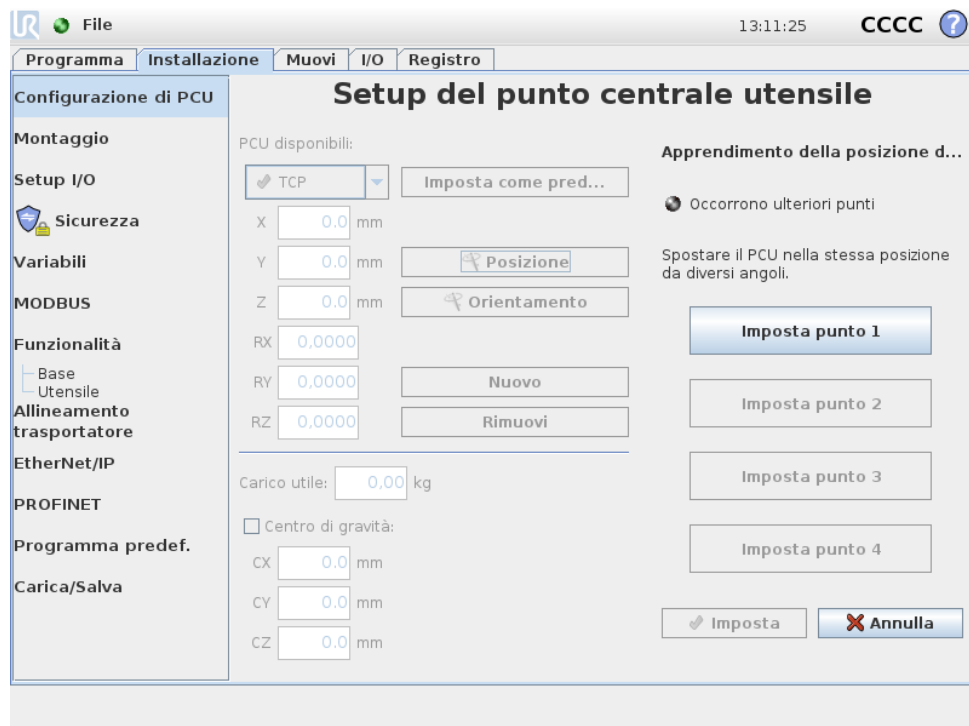 UR File 13:11:25 CCCC ?
Programma Installazione Muovi I/O Registro
Configurazione di PCU
Montaggio
Setup I/O
Sicurezza
Variabili
MODBUS
Funzionalità
Base
Utensile
Allineamento
trasportatore
EtherNet/IP
PROFINET
Programma predef.
Carica/Salva
Setup del punto centrale utensile
PCU disponibili:
TCP Imposta come pred...
X 0.0 mm
Y 0.0 mm Posizione
Z 0.0 mm Orientamento
RX 0,0000
RY 0,0000 Nuovo
RZ 0,0000 Rimuovi
Carico utile: 0,00 kg
Centro di gravità:
CX 0.0 mm
CY 0.0 mm
CZ 0.0 mm
Apprendimento della posizione d...
Occorrono ulteriori punti
Spostare il PCU nella stessa posizione
da diversi angoli.
Imposta punto 1
Imposta punto 2
Imposta punto 3
Imposta punto 4
Imposta Annulla